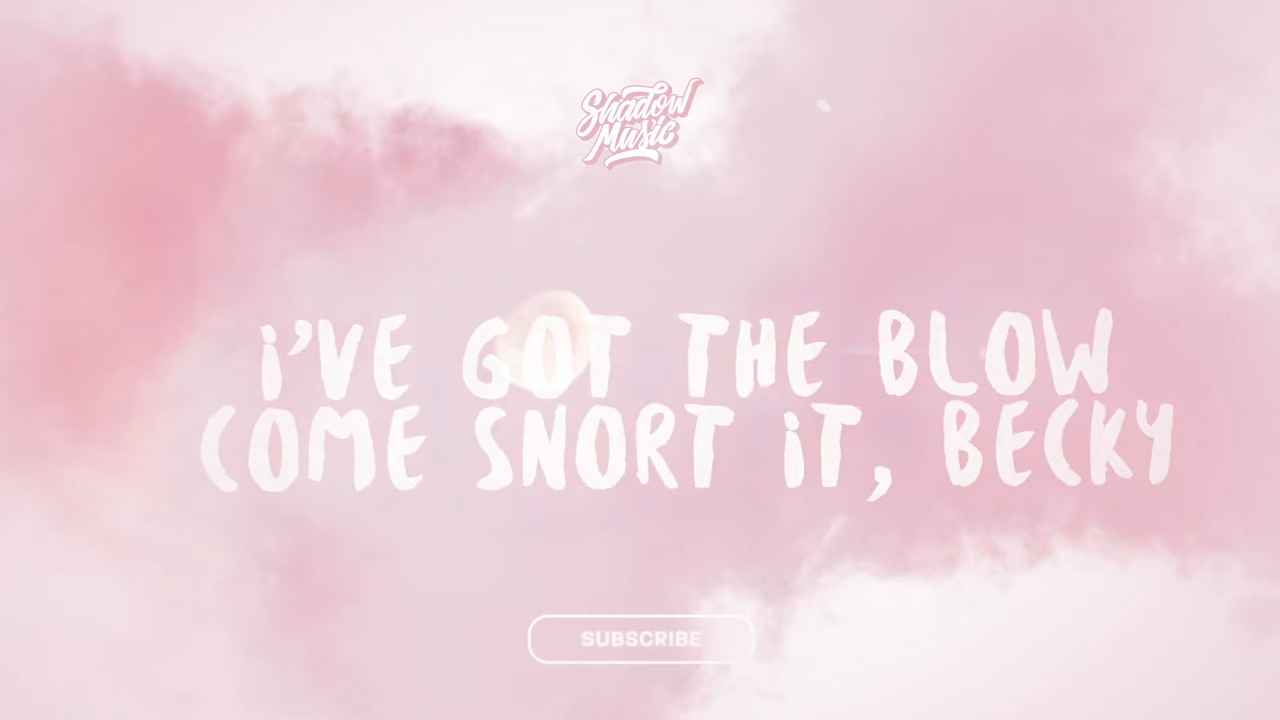 Shadow
Music
i'VE GOT THE BLOW
COME SNORT iT, BECKY
SUBSCRIBE